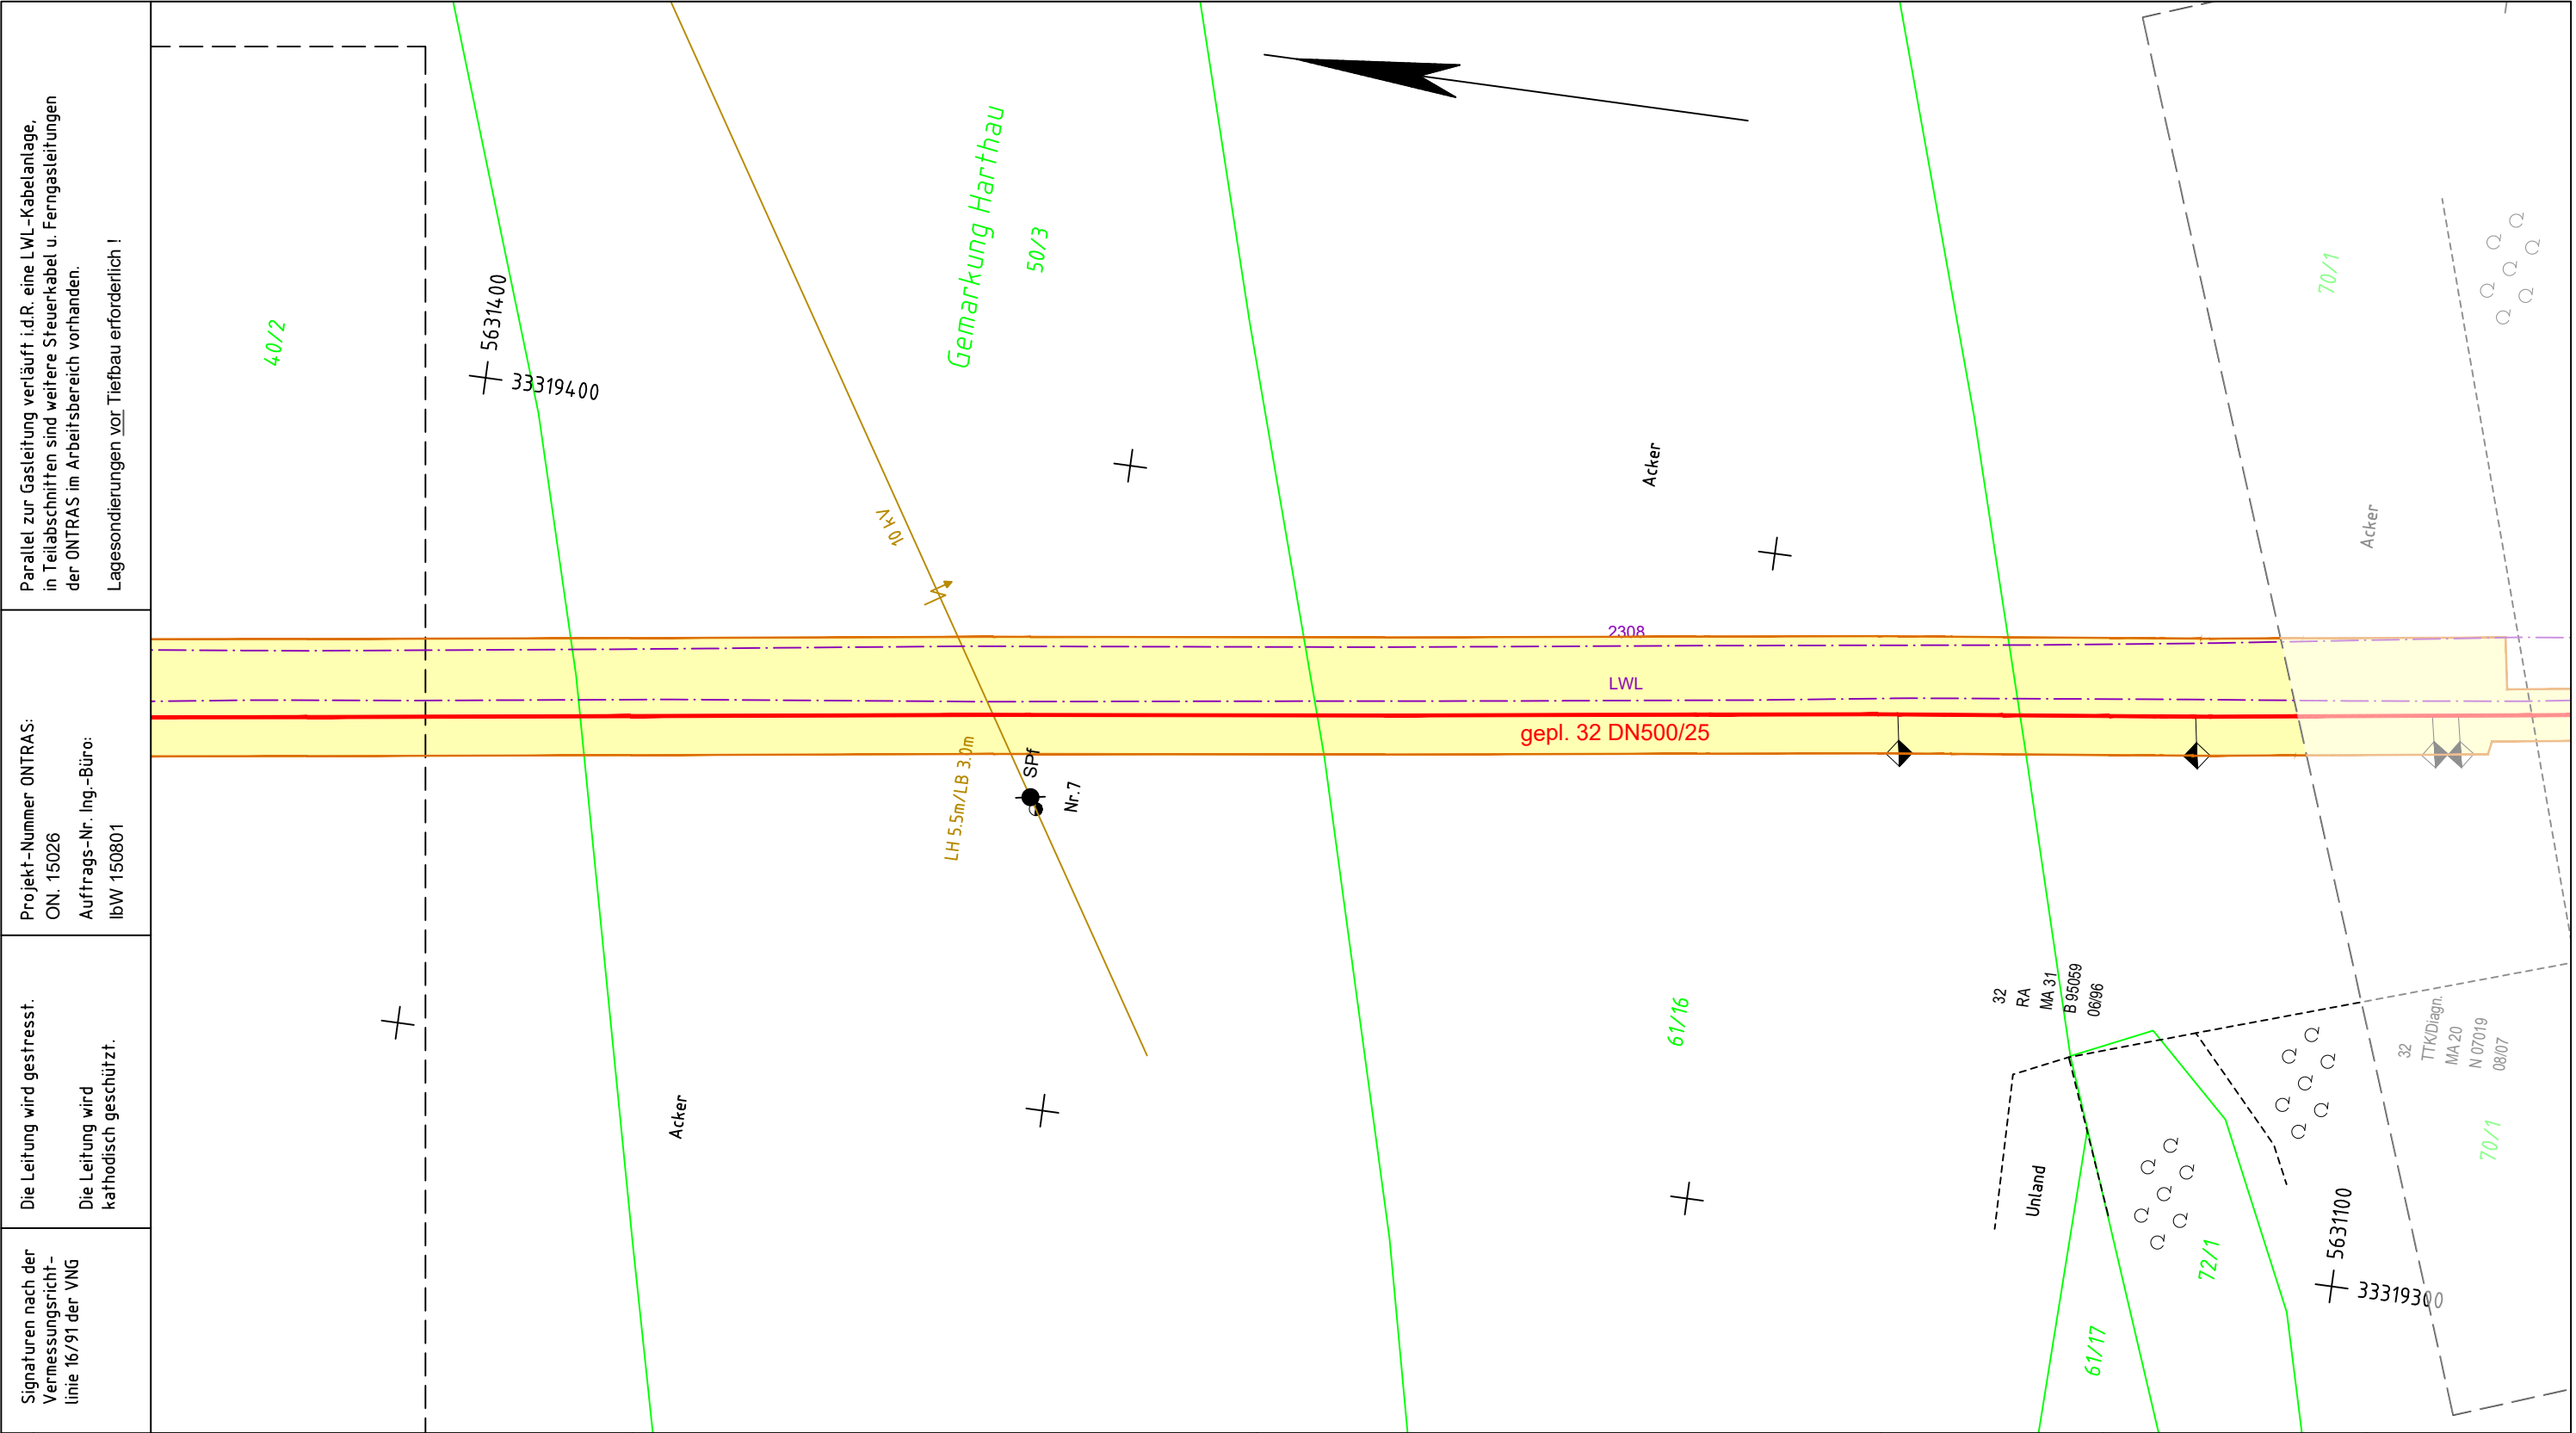 Parallel zur Gasleitung verläuft i.d.R. eine LWL-Kabelanlage,
in Teilabschnitten sind weitere Steuerkabel u. Ferngasleitungen
der ONTRAS im Arbeitsbereich vorhanden.
Lagesondierungen vor Tiefbau erforderlich !
Projekt-Nummer ONTRAS:
ON. 15026
Auftrags-Nr. Ing.-Büro:
IbW 150801
Die Leitung wird gestresst.
Die Leitung wird
kathodisch geschützt.
Signaturen nach der
Vermessungsricht-
linie 16/91 der VNG
40/2
5631400
33319400
10 kV
Gemarkung Harthau
50/3
Acker
70/1
Acker
2308
LWL
gepl. 32 DN500/25
LH 5.5m/LB 3.0m
SPf
Nr.7
Acker
61/16
32
RA
MA 31
B 95059
06/96
Unland
32
TTK/Diagn.
MA 20
N 07019
08/07
70/1
72/1
61/17
5631100
33319300